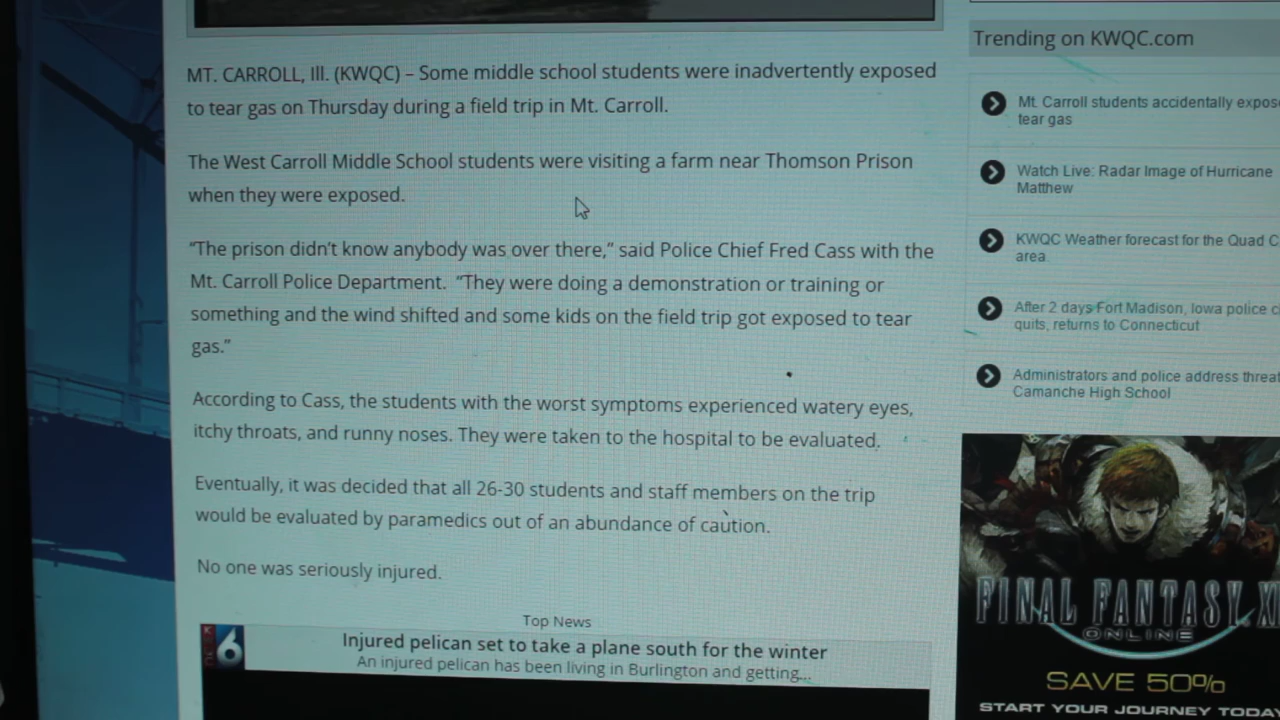 MT. CARROLL, Ill. (KWQC) – Some middle school students were inadvertently exposed
to tear gas on Thursday during a field trip in Mt. Carroll.
The West Carroll Middle School students were visiting a farm near Thomson Prison
when they were exposed.
“The prison didn’t know anybody was over there,” said Police Chief Fred Cass with the
Mt. Carroll Police Department. “They were doing a demonstration or training or
something and the wind shifted and some kids on the field trip got exposed to tear
gas.”
According to Cass, the students with the worst symptoms experienced watery eyes,
itchy throats, and runny noses. They were taken to the hospital to be evaluated.
Eventually, it was decided that all 26-30 students and staff members on the trip
would be evaluated by paramedics out of an abundance of caution.
No one was seriously injured.
Top News
6
Injured pelican set to take a plane south for the winter
An injured pelican has been living in Burlington and getting...
Trending on KWQC.com
Mt. Carroll students accidentally expose
tear gas
Watch Live: Radar Image of Hurricane
Matthew
KWQC Weather forecast for the Quad C
area
After 2 days Fort Madison, Iowa police c
quits, returns to Connecticut
Administrators and police address threat
Camanche High School
FINAL FANTASY XI
ONLINE
SAVE 50%
START YOUR JOURNEY TODAY